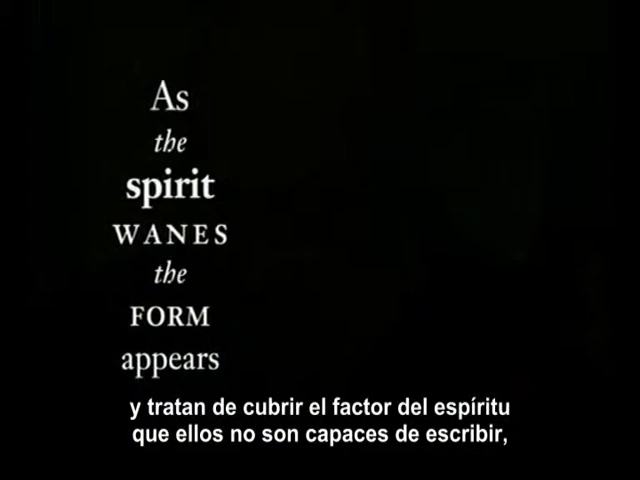 As
the
spirit
WANES
the
FORM
appears
y tratan de cubrir el factor del espíritu
que ellos no son capaces de escribir,